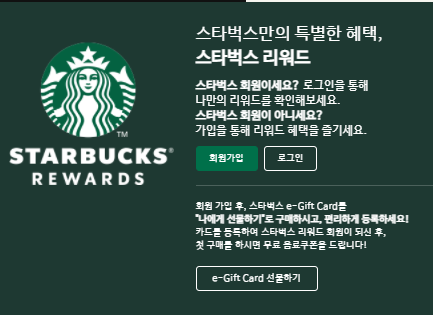 스타벅스만의 특별한 혜택,
스타벅스 리워드
스타벅스 회원이세요? 로그인을 통해
나만의 리워드를 확인해보세요.
스타벅스 회원이 아니세요?
가입을 통해 리워드 혜택을 즐기세요.
회원가입 로그인
TM
STARBUCKS®
REWARDS
회원 가입 후, 스타벅스 e-Gift Card를
"나에게 선물하기"로 구매하시고, 편리하게 등록하세요!
카드를 등록하여 스타벅스 리워드 회원이 되신 후,
첫 구매를 하시면 무료 음료쿠폰을 드립니다!
e-Gift Card 선물하기